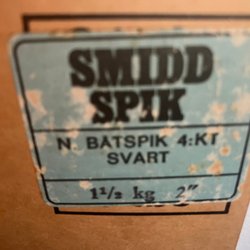 SMIDD
SPIK
N. BÅTSPIK 4:KT
SVART
1½ kg 2"